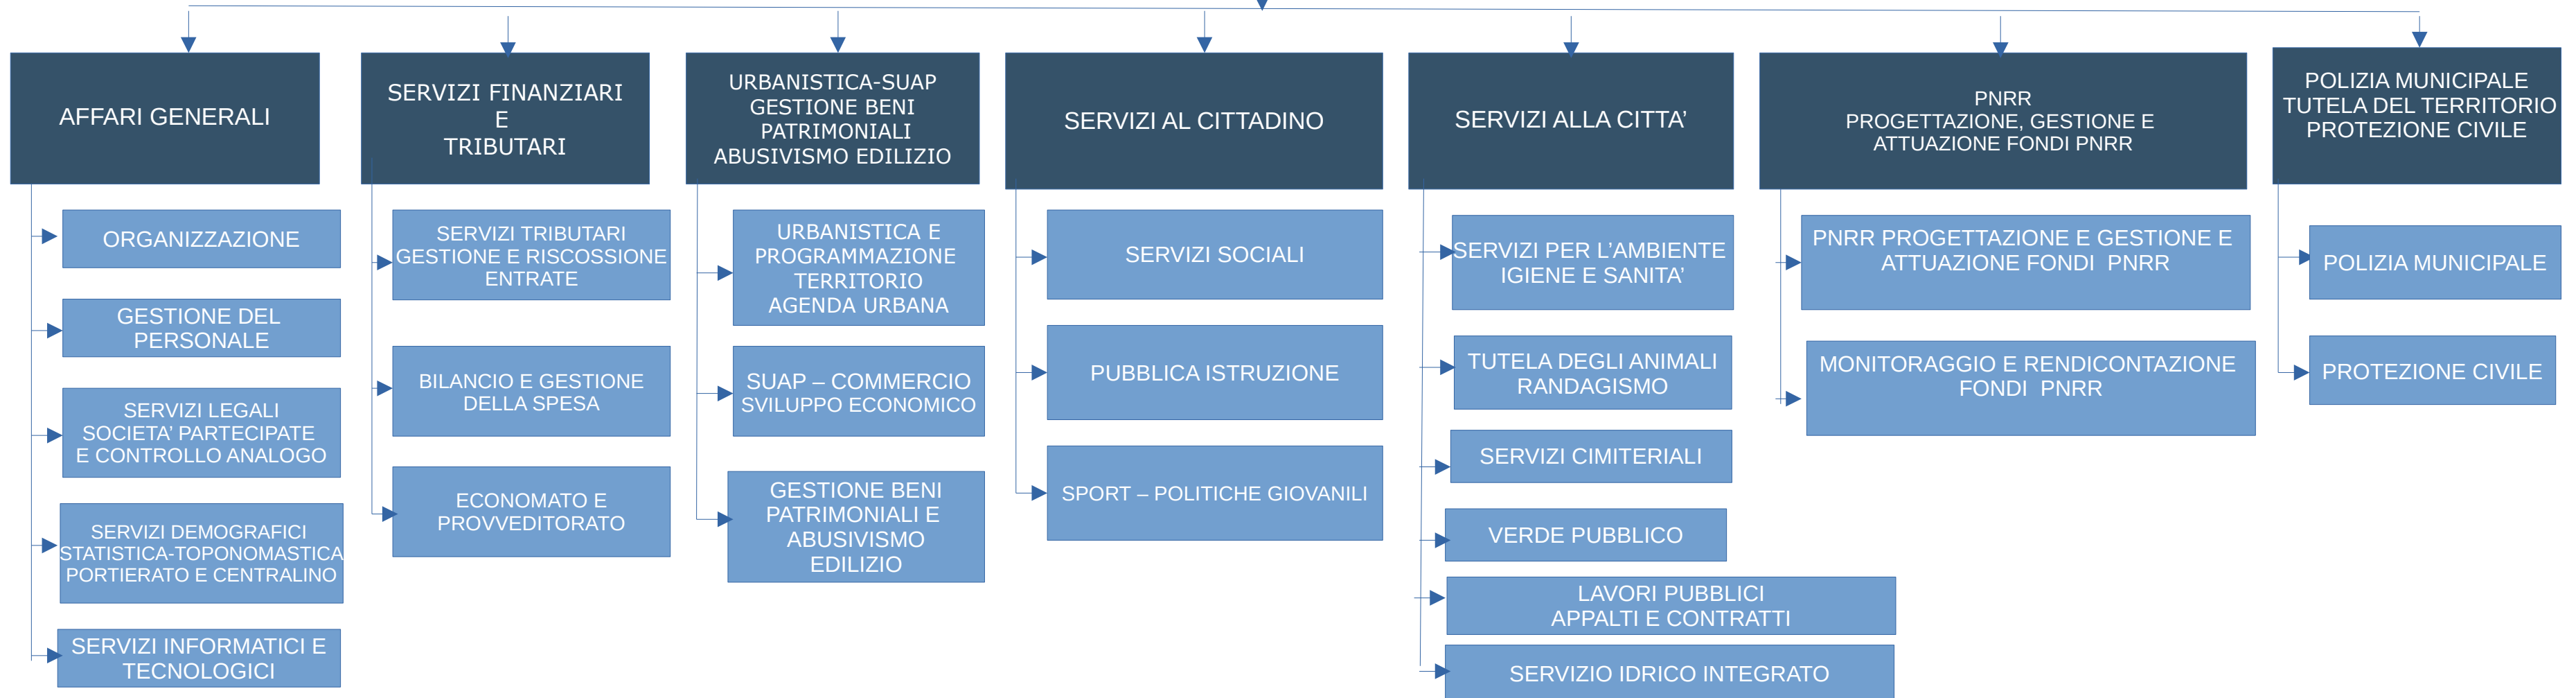 AFFARI GENERALI
SERVIZI FINANZIARI
E
TRIBUTARI
URBANISTICA-SUAP
GESTIONE BENI
PATRIMONIALI
ABUSIVISMO EDILIZIO
SERVIZI AL CITTADINO
SERVIZI ALLA CITTA’
PNRR
PROGETTAZIONE, GESTIONE E
ATTUAZIONE FONDI PNRR
POLIZIA MUNICIPALE
TUTELA DEL TERRITORIO
PROTEZIONE CIVILE
ORGANIZZAZIONE
GESTIONE DEL
PERSONALE
SERVIZI LEGALI
SOCIETA’ PARTECIPATE
E CONTROLLO ANALOGO
SERVIZI DEMOGRAFICI
STATISTICA-TOPONOMASTICA
PORTIERATO E CENTRALINO
SERVIZI INFORMATICI E
TECNOLOGICI
SERVIZI TRIBUTARI
GESTIONE E RISCOSSIONE
ENTRATE
BILANCIO E GESTIONE
DELLA SPESA
ECONOMATO E
PROVVEDITORATO
URBANISTICA E
PROGRAMMAZIONE
TERRITORIO
AGENDA URBANA
SUAP – COMMERCIO
SVILUPPO ECONOMICO
GESTIONE BENI
PATRIMONIALI E
ABUSIVISMO
EDILIZIO
SERVIZI SOCIALI
PUBBLICA ISTRUZIONE
SPORT – POLITICHE GIOVANILI
SERVIZI PER L’AMBIENTE
IGIENE E SANITA’
TUTELA DEGLI ANIMALI
RANDAGISMO
SERVIZI CIMITERIALI
VERDE PUBBLICO
LAVORI PUBBLICI
APPALTI E CONTRATTI
SERVIZIO IDRICO INTEGRATO
PNRR PROGETTAZIONE E GESTIONE E
ATTUAZIONE FONDI PNRR
MONITORAGGIO E RENDICONTAZIONE
FONDI PNRR
POLIZIA MUNICIPALE
PROTEZIONE CIVILE